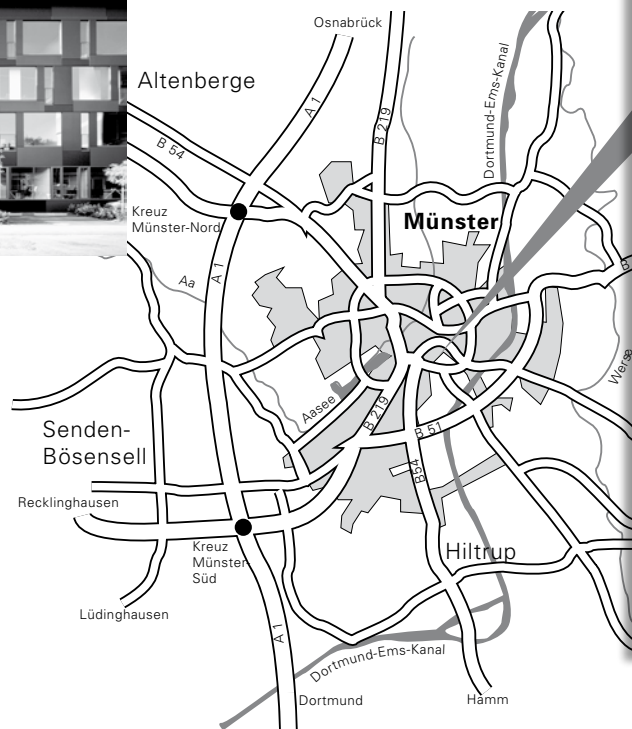 Osnabrück
Altenberge
A 1
B 219
Dortmund-Ems-Kanal
B 54
Kreuz
Münster-Nord
Münster
A 1
Aa
B
Werse
Aasee
B 219
B 51
Senden-
Bösensell
B54
Recklinghausen
Kreuz
Münster-
Süd
Hiltrup
Lüdinghausen
A 1
Dortmund-Ems-Kanal
Dortmund
Hamm